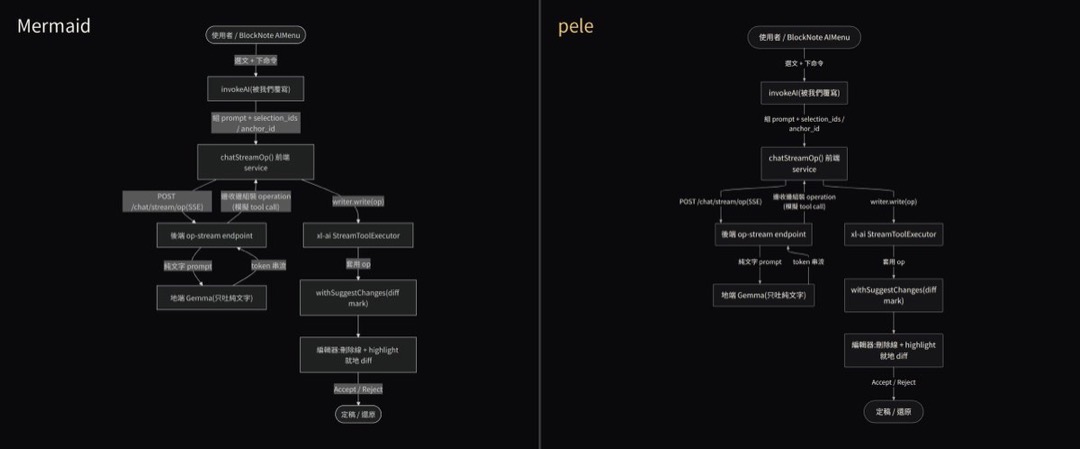 Mermaid
使用者 / BlockNote AIMenu
選文 + 下命令
invokeAI(被我們覆寫)
組 prompt + selection_ids
/ anchor_id
chatStreamOp() 前端
service
POST
/chat/stream/op(SSE)
邊收邊組裝 operation
(模擬 tool call)
writer.write(op)
後端 op-stream endpoint
xl-ai StreamToolExecutor
純文字 prompt
token 串流
套用 op
地端 Gemma(只吐純文字)
withSuggestChanges(diff
mark)
編輯器:刪除線 + highlight
就地 diff
Accept / Reject
定稿 / 還原
pele
使用者 / BlockNote AIMenu
選文 + 下命令
invokeAI(被我們覆寫)
組 prompt + selection_ids /
anchor_id
chatStreamOp() 前端
service
POST /chat/stream/op(SSE)
邊收邊組裝 operation
(模擬 tool call)
writer.write(op)
後端 op-stream endpoint
xl-ai StreamToolExecutor
純文字 prompt
token 串流
套用 op
地端 Gemma(只吐純文字)
withSuggestChanges(diff
mark)
編輯器:刪除線 + highlight
就地 diff
Accept / Reject
定稿 / 還原